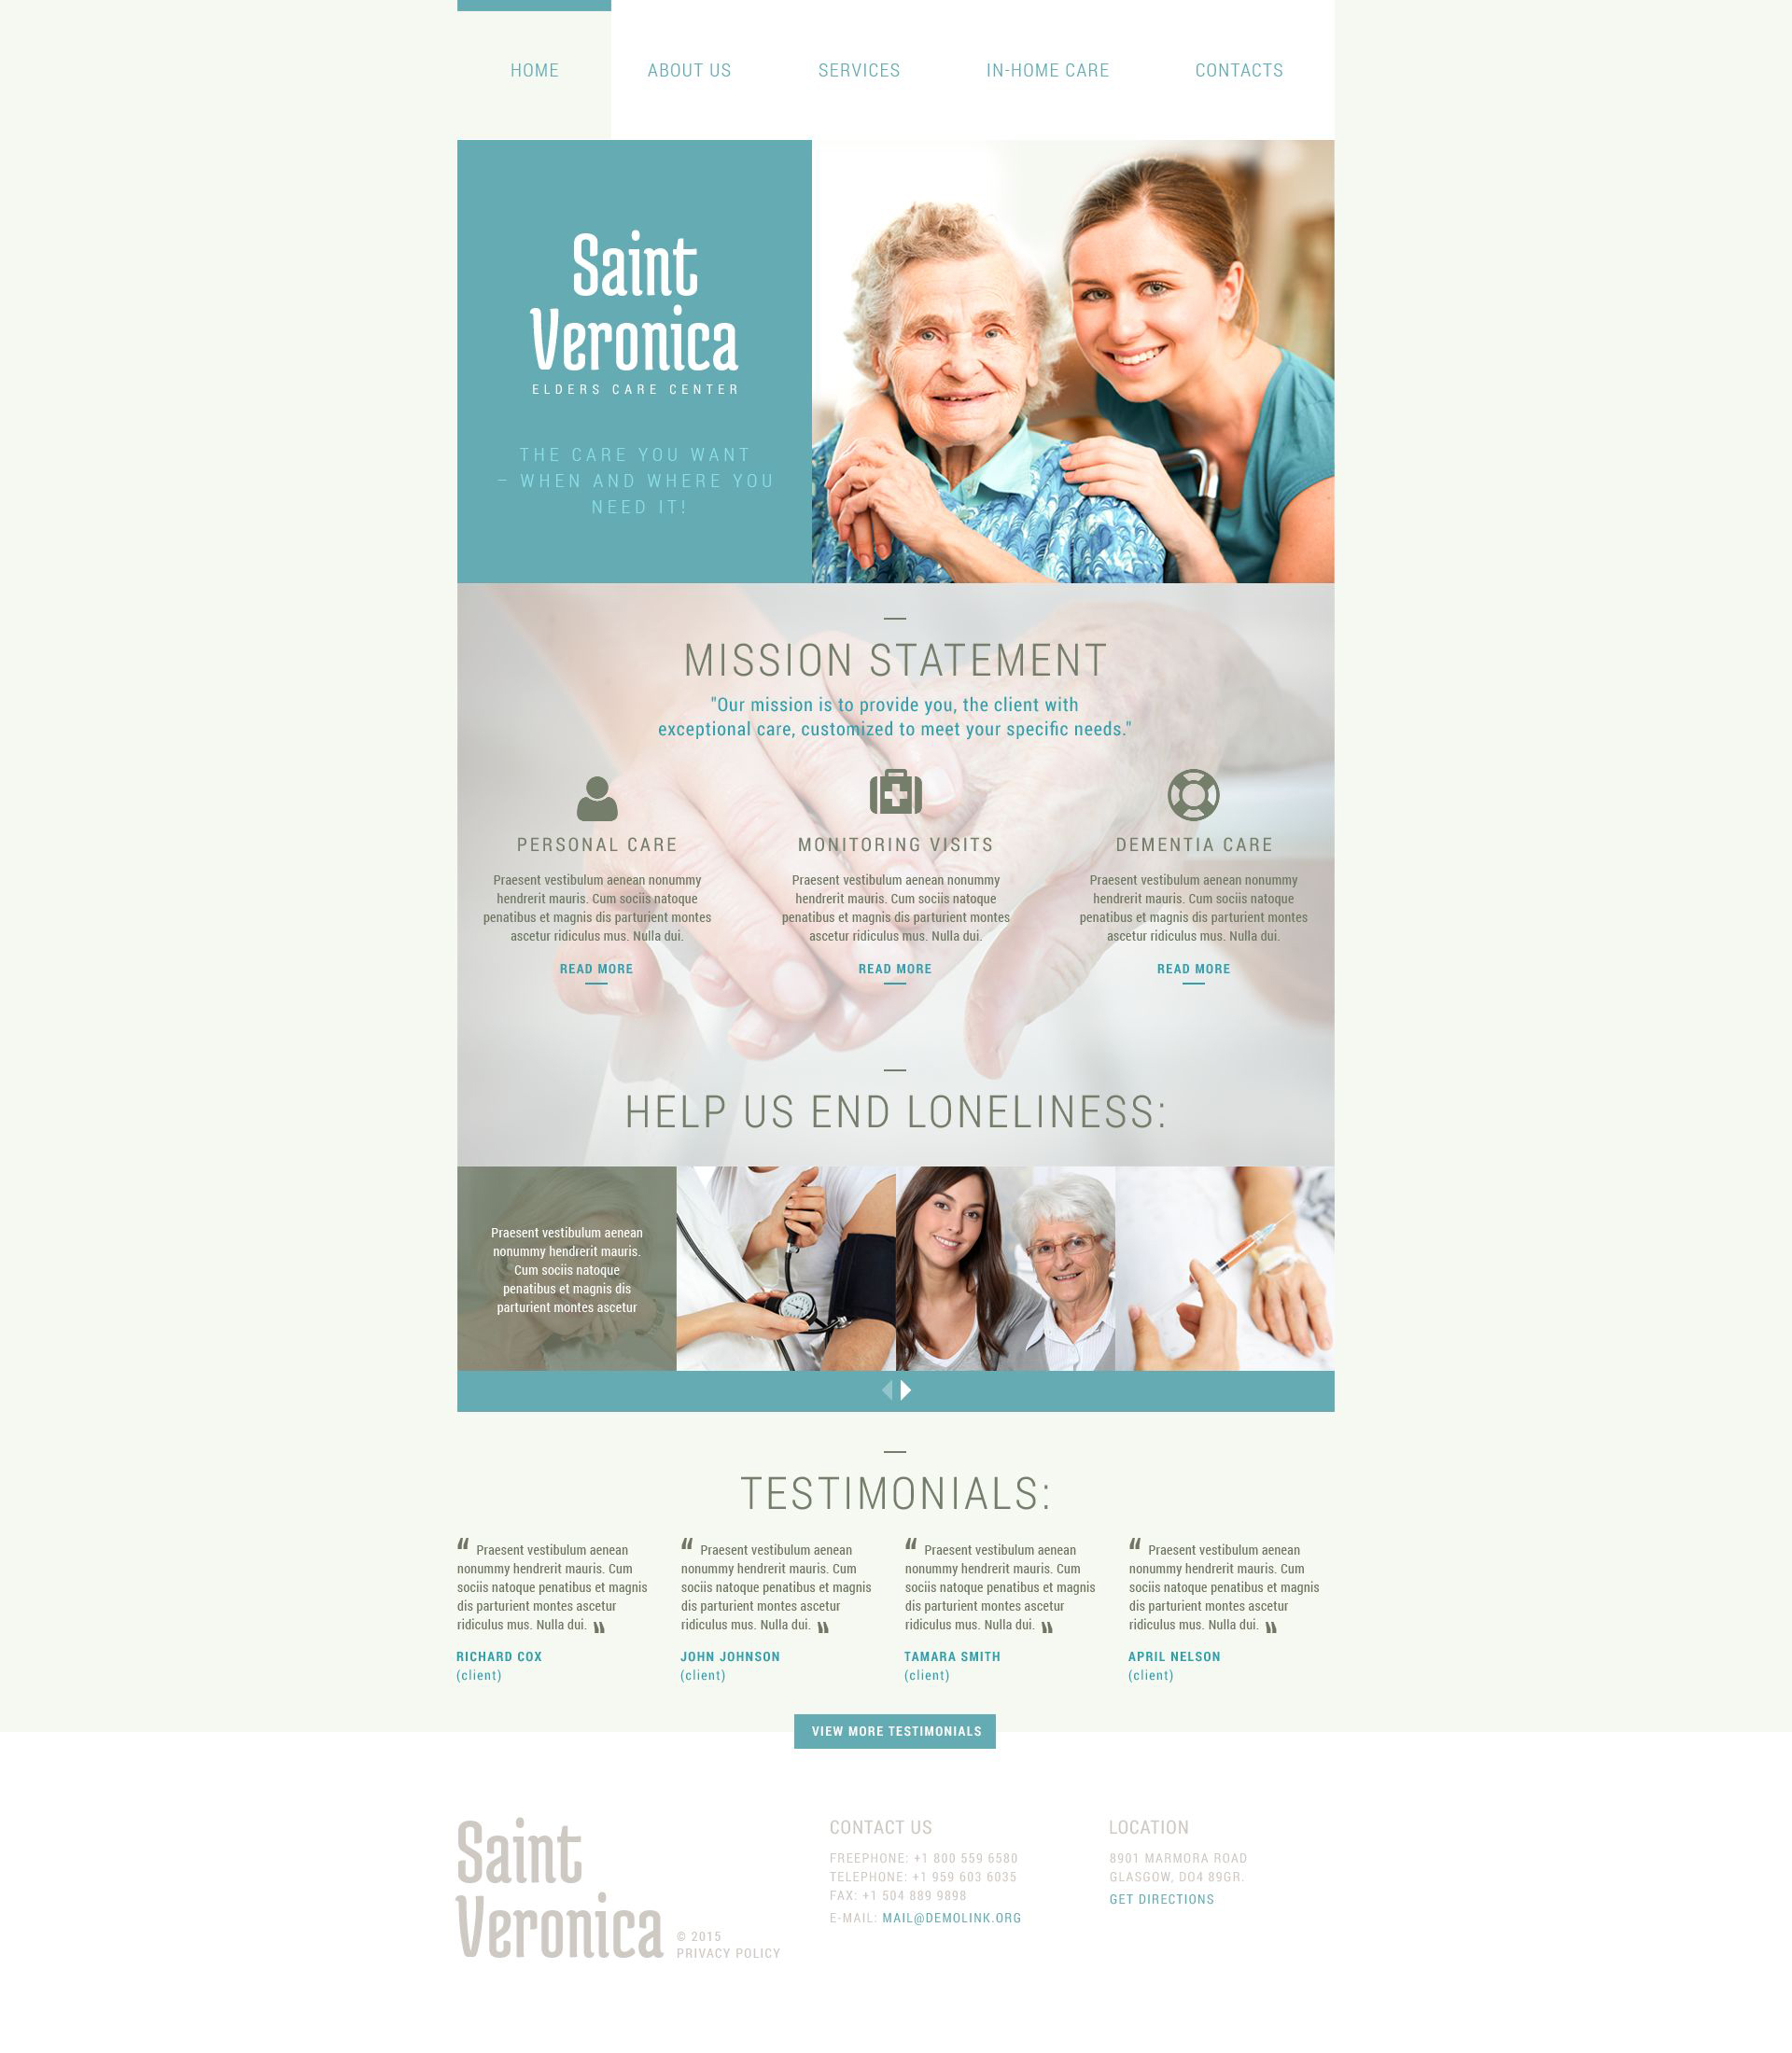 HOME ABOUT US SERVICES IN-HOME CARE CONTACTS
Saint
Veronica
ELDERS CARE CENTER
THE CARE YOU WANT
– WHEN AND WHERE YOU
NEED IT!
MISSION STATEMENT
"Our mission is to provide you, the client with
exceptional care, customized to meet your specific needs."
PERSONAL CARE
Praesent vestibulum aenean nonummy
hendrerit mauris. Cum sociis natoque
penatibus et magnis dis parturient montes
ascetur ridiculus mus. Nulla dui.
READ MORE
MONITORING VISITS
Praesent vestibulum aenean nonummy
hendrerit mauris. Cum sociis natoque
penatibus et magnis dis parturient montes
ascetur ridiculus mus. Nulla dui.
READ MORE
DEMENTIA CARE
Praesent vestibulum aenean nonummy
hendrerit mauris. Cum sociis natoque
penatibus et magnis dis parturient montes
ascetur ridiculus mus. Nulla dui.
READ MORE
HELP US END LONELINESS:
Praesent vestibulum aenean
nonummy hendrerit mauris.
Cum sociis natoque
penatibus et magnis dis
parturient montes ascetur
TESTIMONIALS:
“ Praesent vestibulum aenean
nonummy hendrerit mauris. Cum
sociis natoque penatibus et magnis
dis parturient montes ascetur
ridiculus mus. Nulla dui. ”
RICHARD COX
(client)
“ Praesent vestibulum aenean
nonummy hendrerit mauris. Cum
sociis natoque penatibus et magnis
dis parturient montes ascetur
ridiculus mus. Nulla dui. ”
JOHN JOHNSON
(client)
“ Praesent vestibulum aenean
nonummy hendrerit mauris. Cum
sociis natoque penatibus et magnis
dis parturient montes ascetur
ridiculus mus. Nulla dui. ”
TAMARA SMITH
(client)
“ Praesent vestibulum aenean
nonummy hendrerit mauris. Cum
sociis natoque penatibus et magnis
dis parturient montes ascetur
ridiculus mus. Nulla dui. ”
APRIL NELSON
(client)
VIEW MORE TESTIMONIALS
Saint
Veronica
© 2015
PRIVACY POLICY
CONTACT US
FREEPHONE: +1 800 559 6580
TELEPHONE: +1 959 603 6035
FAX: +1 504 889 9898
E-MAIL: MAIL@DEMOLINK.ORG
LOCATION
8901 MARMORA ROAD
GLASGOW, DO4 89GR.
GET DIRECTIONS